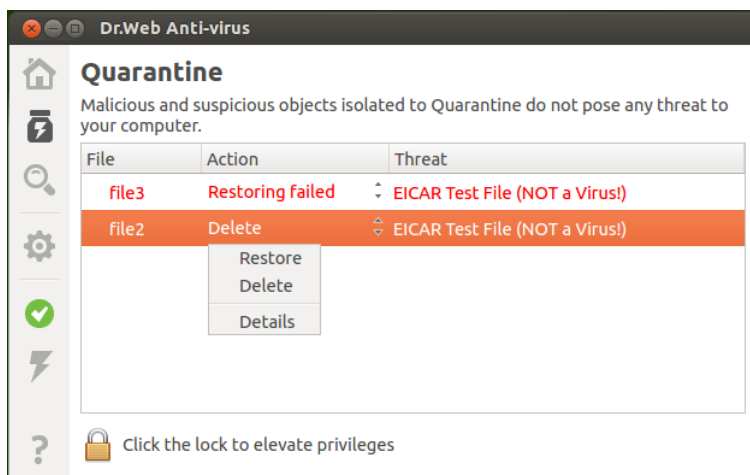 Dr.Web Anti-virus
Quarantine
Malicious and suspicious objects isolated to Quarantine do not pose any threat to
your computer.
File Action Threat
file3 Restoring failed EICAR Test File (NOT a Virus!)
file2 Delete EICAR Test File (NOT a Virus!)
Restore
Delete
Details
Click the lock to elevate privileges